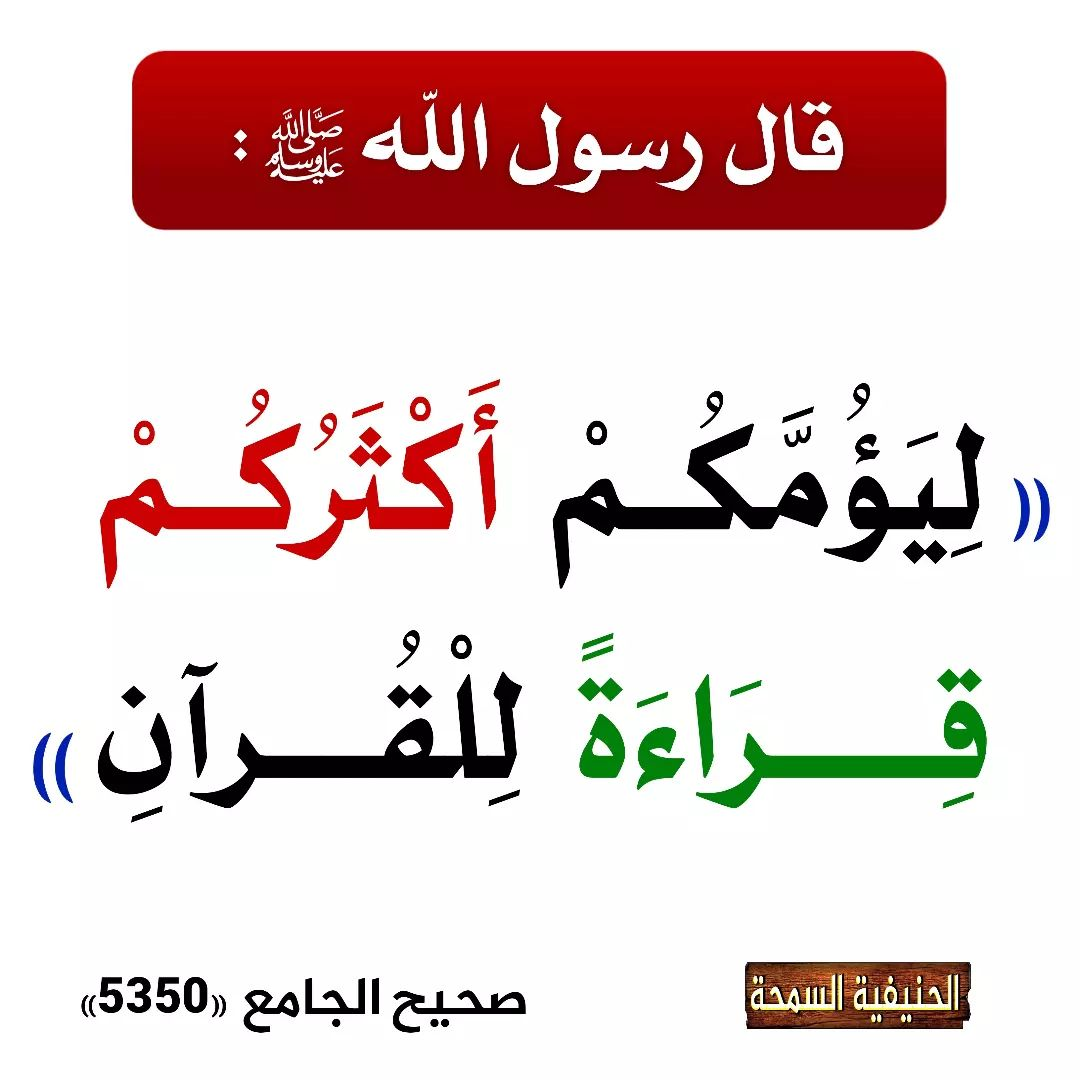 قال رسول الله ﷺ :
(( لِيَؤُمَّكُمْ أَكْثَرُكُمْ
قِرَاءَةً لِلْقُرآنِ ))
صحيح الجامع ((5350))
الحنيفية السمحة